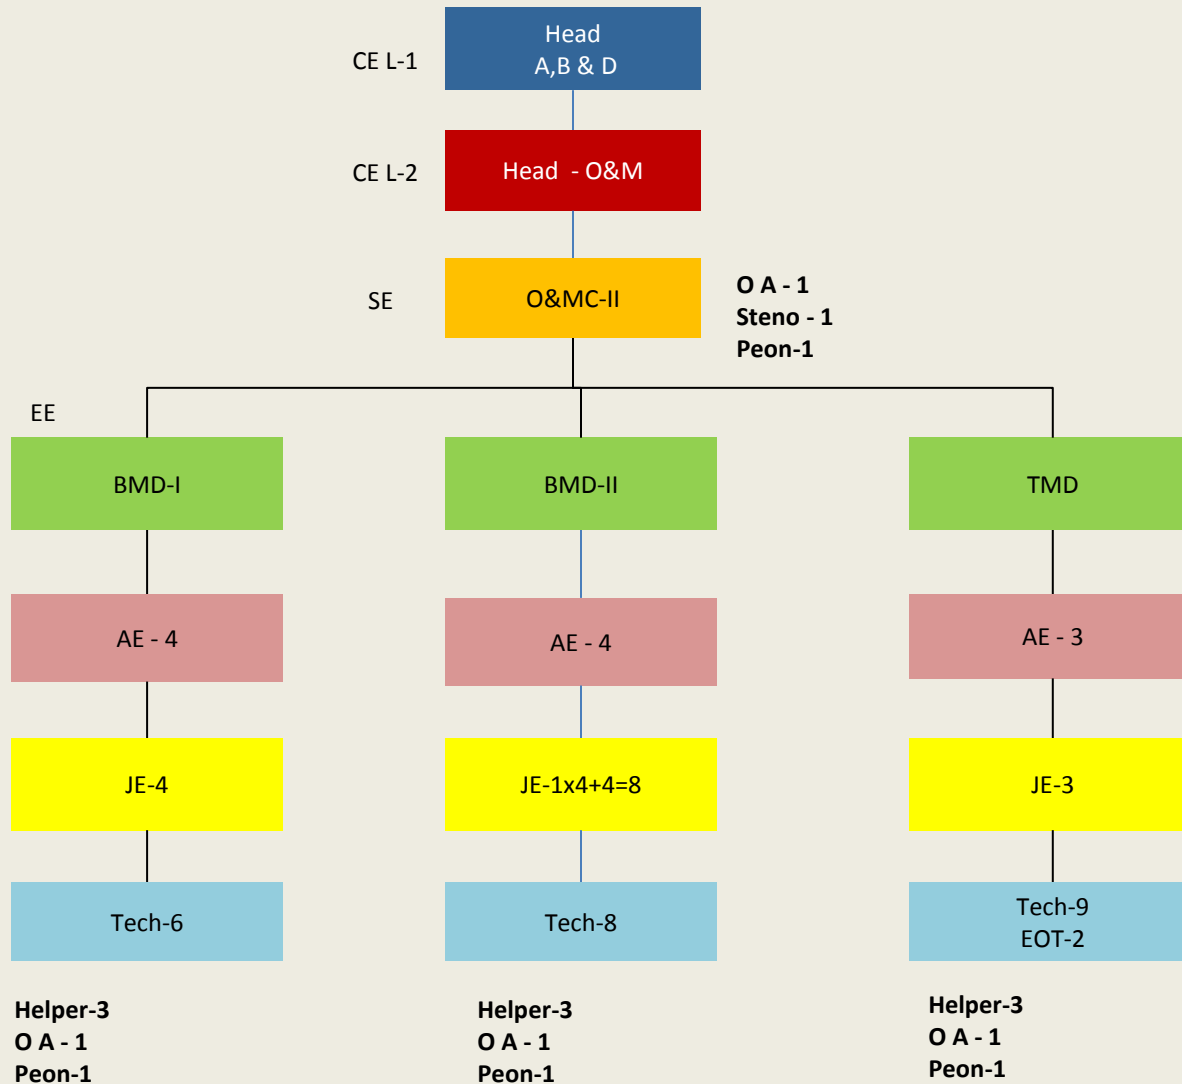 CE L-1
Head
A,B & D
CE L-2
Head - O&M
SE
O&MC-II
O A - 1
Steno - 1
Peon-1
EE
BMD-I
BMD-II
TMD
AE - 4
AE - 4
AE - 3
JE-4
JE-1x4+4=8
JE-3
Tech-6
Tech-8
Tech-9
EOT-2
Helper-3
O A - 1
Peon-1
Helper-3
O A - 1
Peon-1
Helper-3
O A - 1
Peon-1